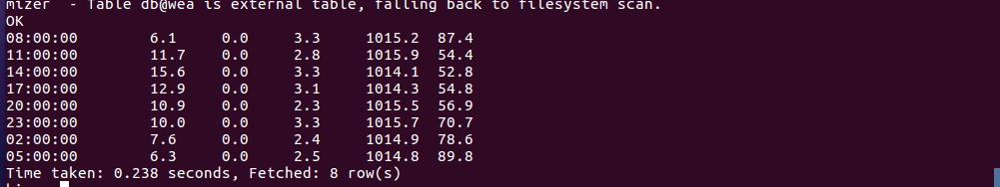 mizer - Table db@wea is external table, falling back to filesystem scan.
OK
08:00:00 6.1 0.0 3.3 1015.2 87.4
11:00:00 11.7 0.0 2.8 1015.9 54.4
14:00:00 15.6 0.0 3.3 1014.1 52.8
17:00:00 12.9 0.0 3.1 1014.3 54.8
20:00:00 10.9 0.0 2.3 1015.5 56.9
23:00:00 10.0 0.0 3.3 1015.7 70.7
02:00:00 7.6 0.0 2.4 1014.9 78.6
05:00:00 6.3 0.0 2.5 1014.8 89.8
Time taken: 0.238 seconds, Fetched: 8 row(s)